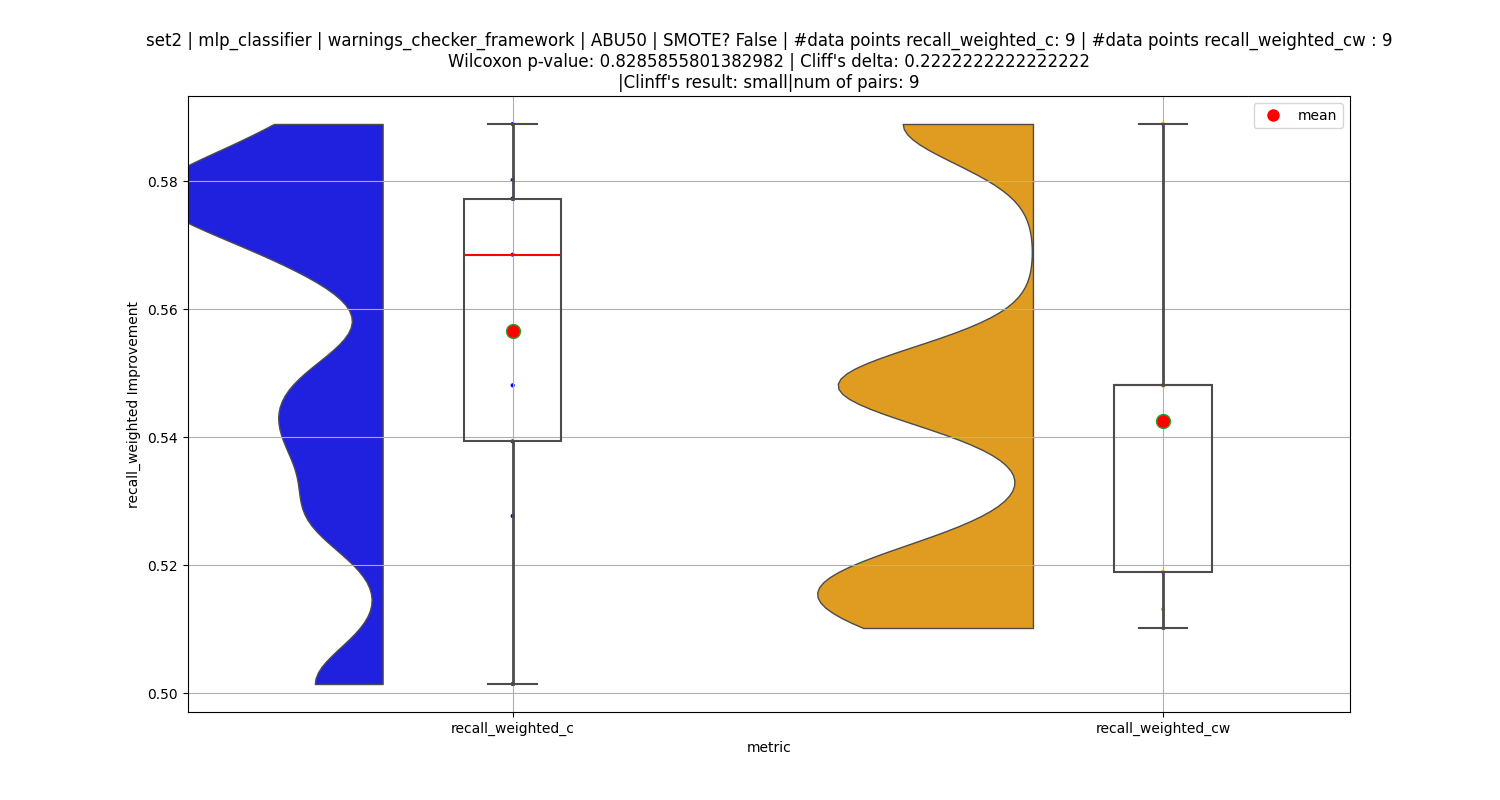 set2 | mlp_classifier | warnings_checker_framework | ABU50 | SMOTE? False | #data points recall_weighted_c: 9 | #data points recall_weighted_cw : 9
Wilcoxon p-value: 0.8285855801382982 | Cliff's delta: 0.2222222222222222
|Clinff's result: small|num of pairs: 9
mean
0.58
0.56
0.54
0.52
0.50
recall_weighted Improvement
recall_weighted_c
recall_weighted_cw
metric